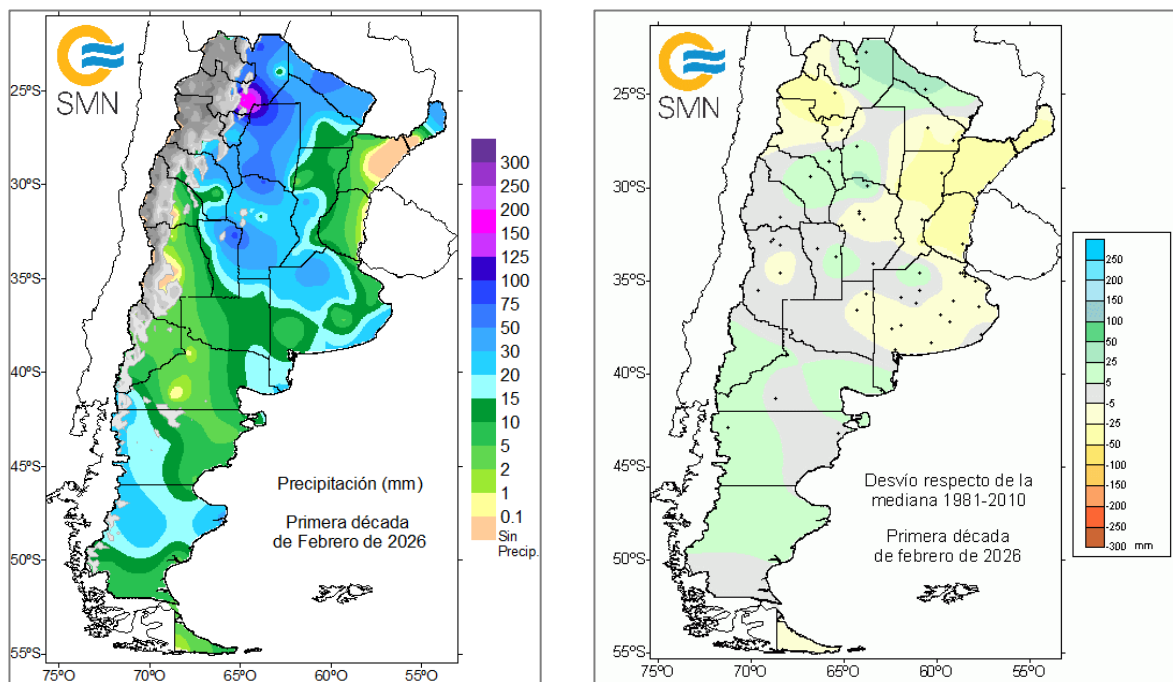 SMN
25ºS
30ºS
35ºS
40ºS
45ºS
50ºS
55ºS
75ºO
70ºO
65ºO
60ºO
55ºO
300
250
200
150
125
100
75
50
30
20
15
10
5
2
1
0.1
Sin
Precip.
Precipitación (mm)
Primera década
de Febrero de 2026
SMN
25ºS
30ºS
35ºS
40ºS
45ºS
50ºS
55ºS
75ºO
70ºO
65ºO
60ºO
55ºO
Desvío respecto de la
mediana 1981-2010
Primera década
de febrero de 2026
250
200
150
100
50
25
5
-5
-25
-50
-100
-150
-200
-250
-300 mm